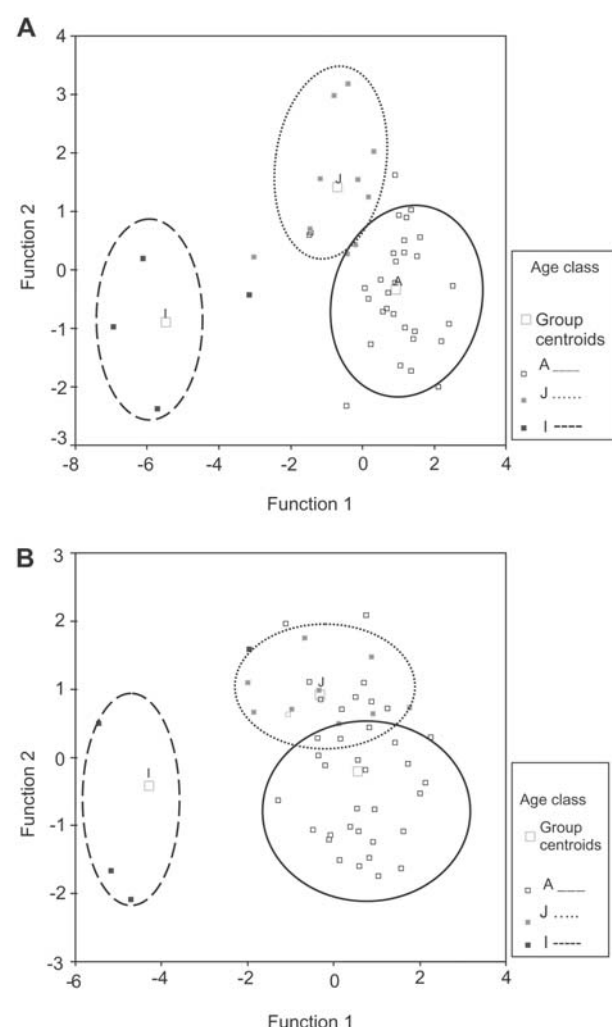 A
4
3
2
1
0
-1
-2
-3
-8 -6 -4 -2 0 2 4
Function 2
Function 1
J
A
I
Age class
Group
centroids
A ___
J ......
I ----
B
3
2
1
0
-1
-2
-3
-6 -4 -2 0 2 4
Function 2
Function 1
J
I
Age class
Group
centroids
A ___
J .....
I -----